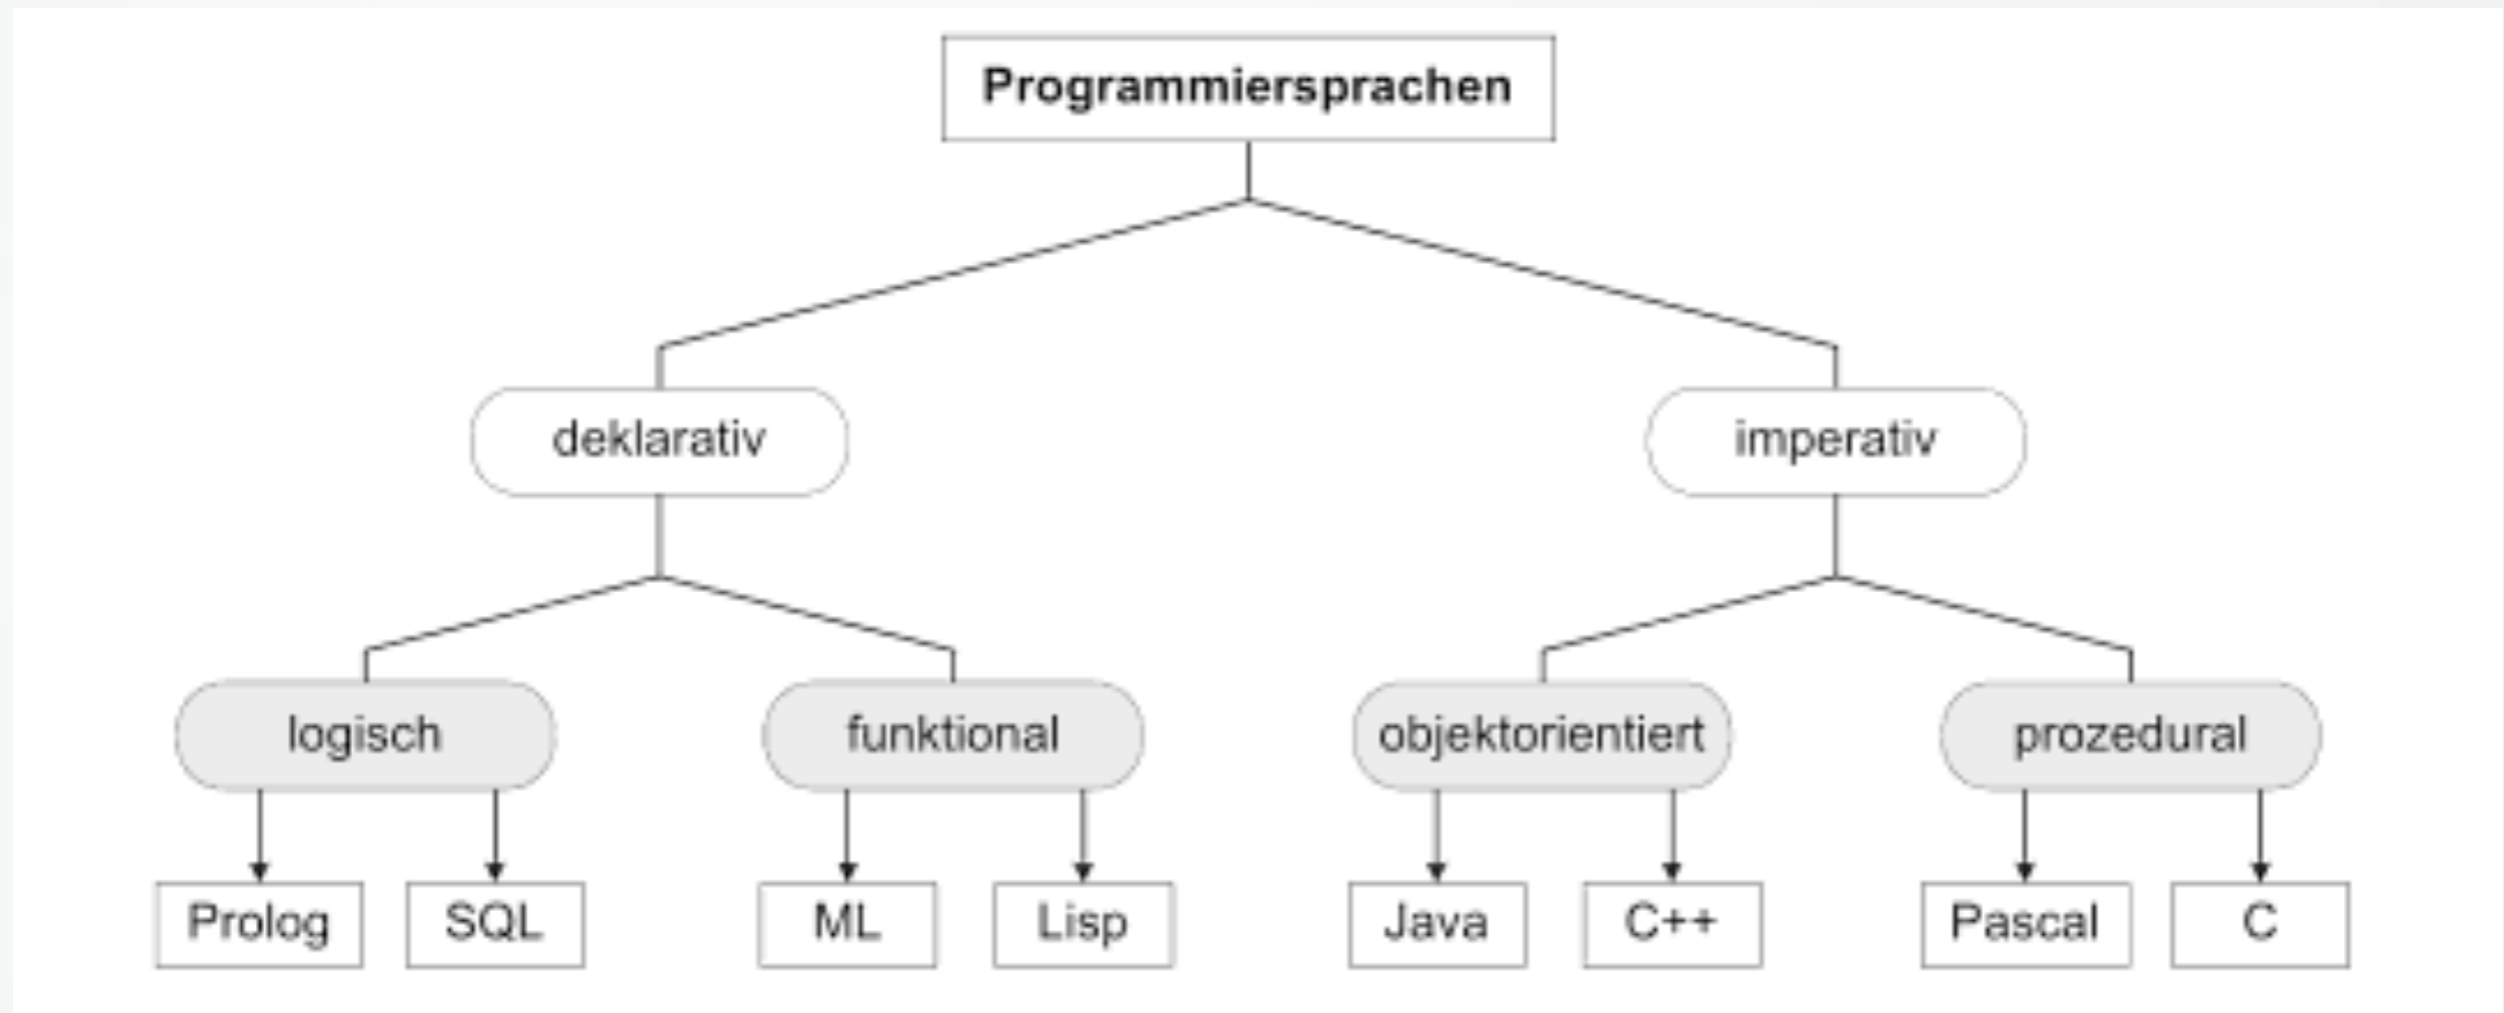 Programmiersprachen
deklarativ
imperativ
logisch
funktional
objektorientiert
prozedural
Prolog
SQL
ML
Lisp
Java
C++
Pascal
C